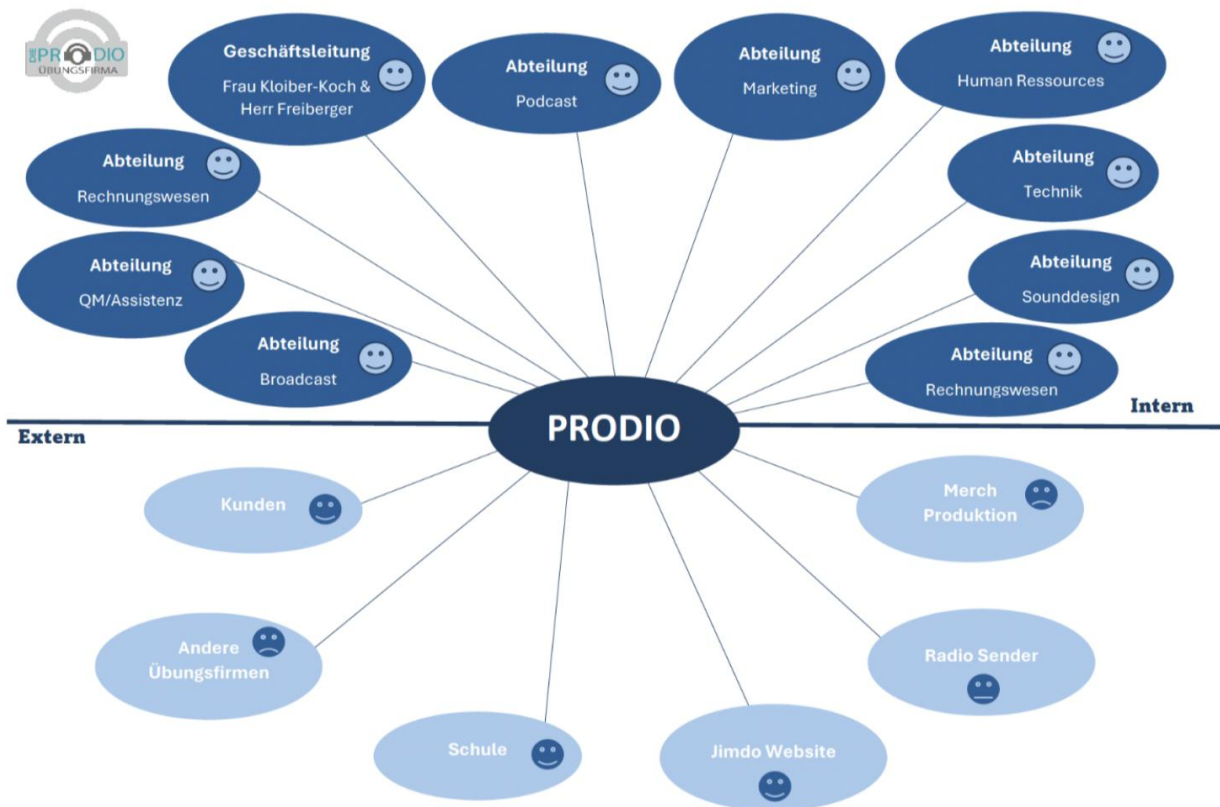 DIE PRODIO
ÜBUNGSFIRMA
Geschäftsleitung
Frau Kloiber-Koch &
Herr Freiberger
Abteilung
Podcast
Abteilung
Marketing
Abteilung
Human Ressources
Abteilung
Rechnungswesen
Abteilung
Technik
Abteilung
QM/Assistenz
Abteilung
Sounddesign
Abteilung
Broadcast
Abteilung
Rechnungswesen
Intern
PRODIO
Extern
Kunden
Merch
Produktion
Andere
Übungsfirmen
Radio Sender
Schule
Jimdo Website